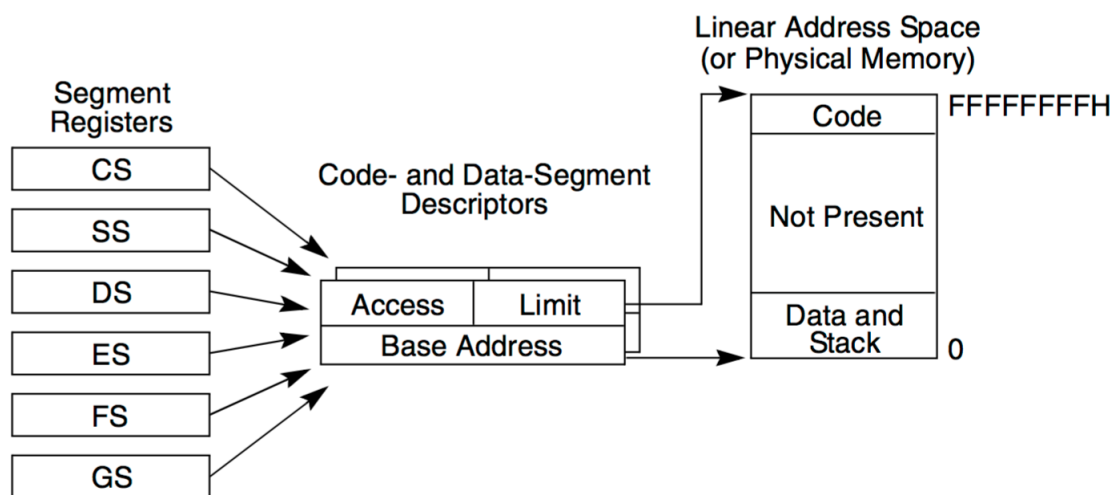 Linear Address Space
(or Physical Memory)
FFFFFFFFH
Segment
Registers
CS
SS
DS
ES
FS
GS
Code- and Data-Segment
Descriptors
Access
Limit
Base Address
Code
Not Present
Data and
Stack
0